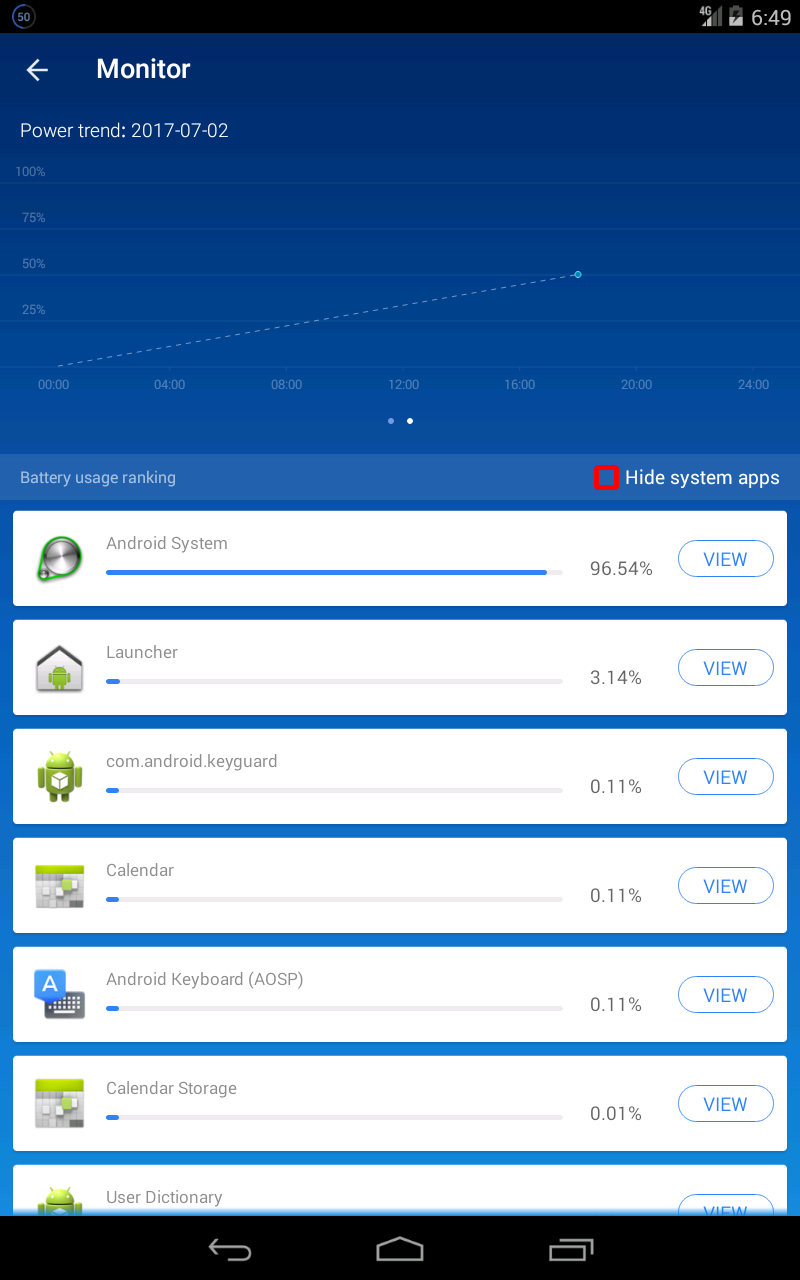 50
4G
6:49
Monitor
Power trend: 2017-07-02
100%
75%
50%
25%
00:00 04:00 08:00 12:00 16:00 20:00 24:00
Battery usage ranking
Hide system apps
Android System
96.54%
VIEW
Launcher
3.14%
VIEW
com.android.keyguard
0.11%
VIEW
Calendar
0.11%
VIEW
A
Android Keyboard (AOSP)
0.11%
VIEW
Calendar Storage
0.01%
VIEW
User Dictionary
VIEW